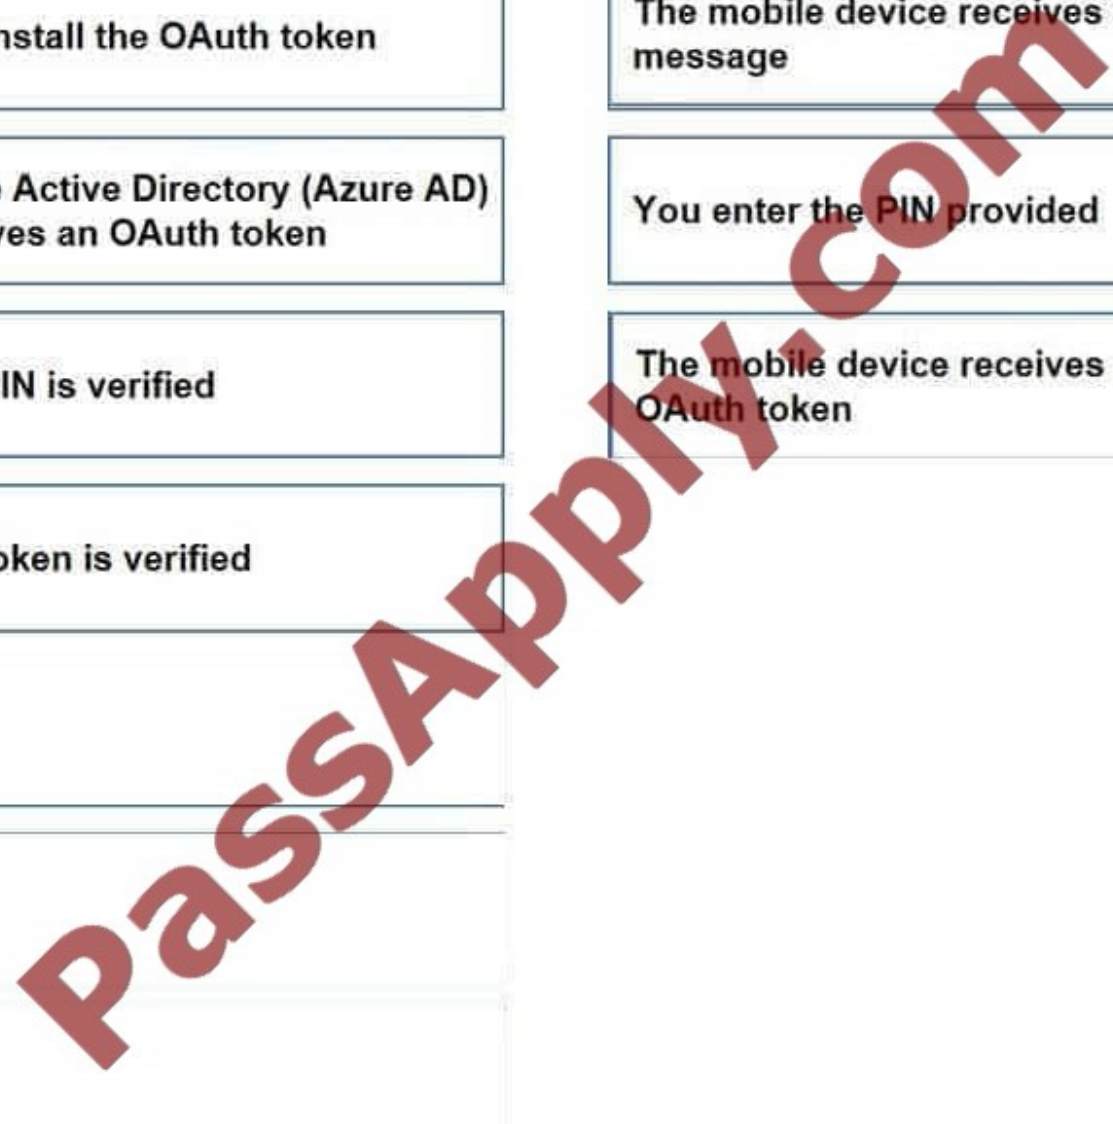 nstall the OAuth token
Active Directory (Azure AD)
ves an OAuth token
IN is verified
oken is verified
The mobile device receives
message
You enter the PIN provided
The mobile device receives
OAuth token
PassApply.com